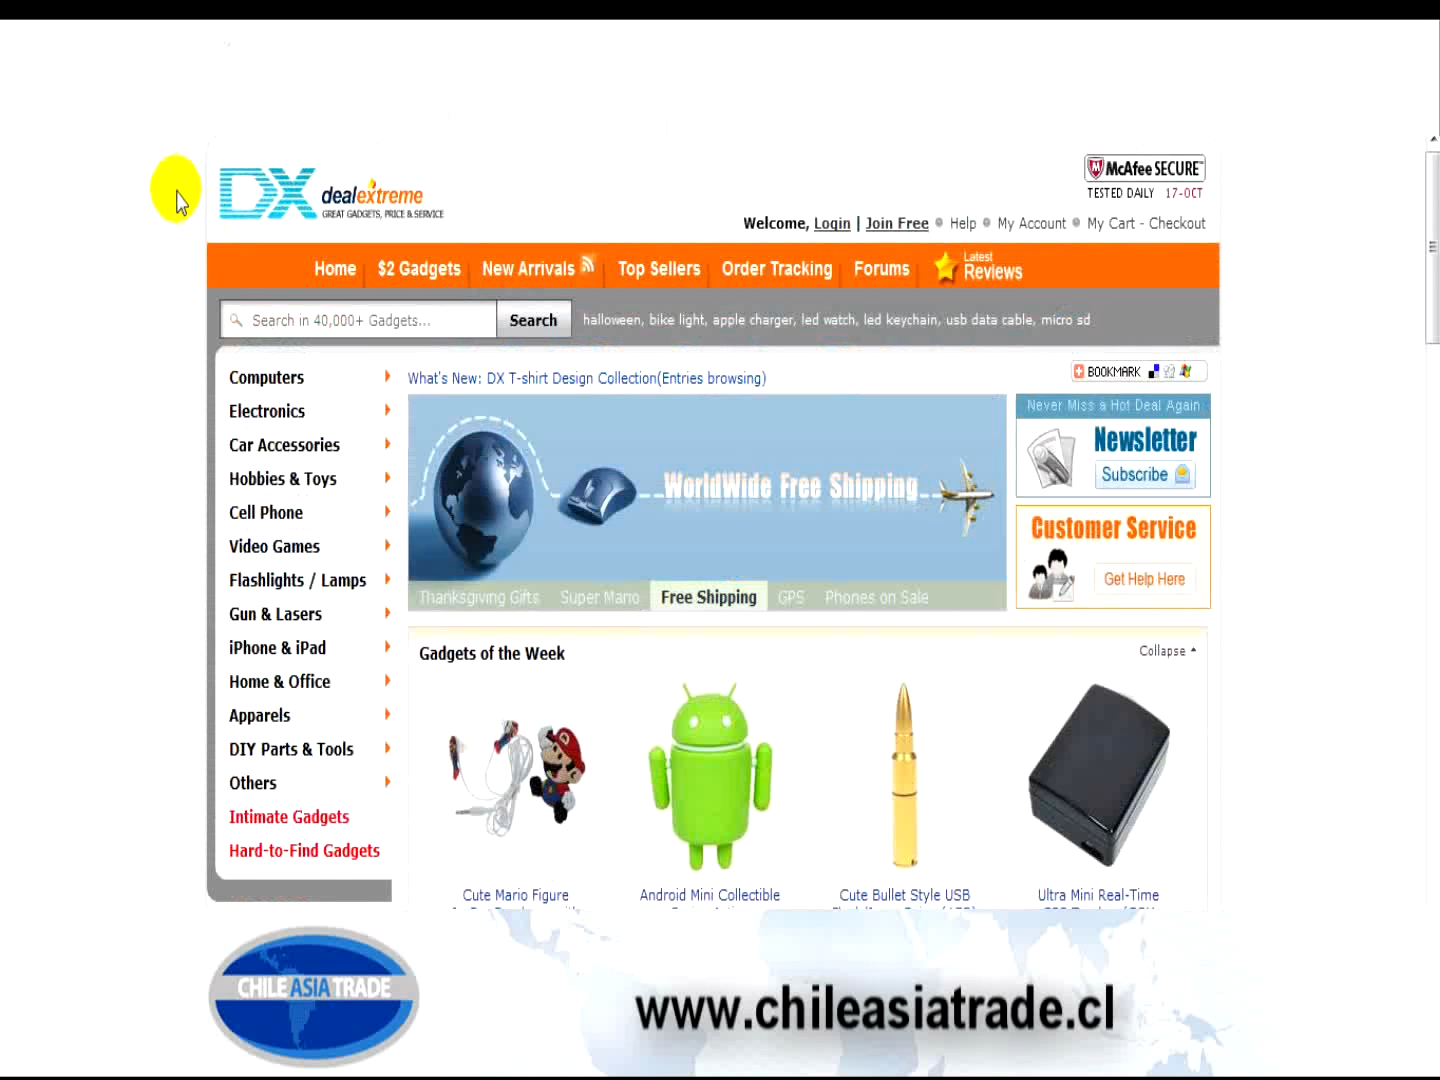 McAfee SECURE
TESTED DAILY 17-OCT
DX dealextreme
GREAT GADGETS, PRICE & SERVICE
Welcome, Login | Join Free Help My Account My Cart - Checkout
Home $2 Gadgets New Arrivals Top Sellers Order Tracking Forums Latest Reviews
Search in 40,000+ Gadgets... Search halloween, bike light, apple charger, led watch, led keychain, usb data cable, micro sd
Computers
Electronics
Car Accessories
Hobbies & Toys
Cell Phone
Video Games
Flashlights / Lamps
Gun & Lasers
iPhone & iPad
Home & Office
Apparels
DIY Parts & Tools
Others
Intimate Gadgets
Hard-to-Find Gadgets
What's New: DX T-shirt Design Collection(Entries browsing)
BOOKMARK
WorldWide Free Shipping
Thanksgiving Gifts Super Mario Free Shipping GPS Phones on Sale
Never Miss a Hot Deal Again
Newsletter
Subscribe
Customer Service
Get Help Here
Gadgets of the Week Collapse
Cute Mario Figure
Android Mini Collectible
Cute Bullet Style USB
Ultra Mini Real-Time
CHILE ASIA TRADE
www.chileasiatrade.cl